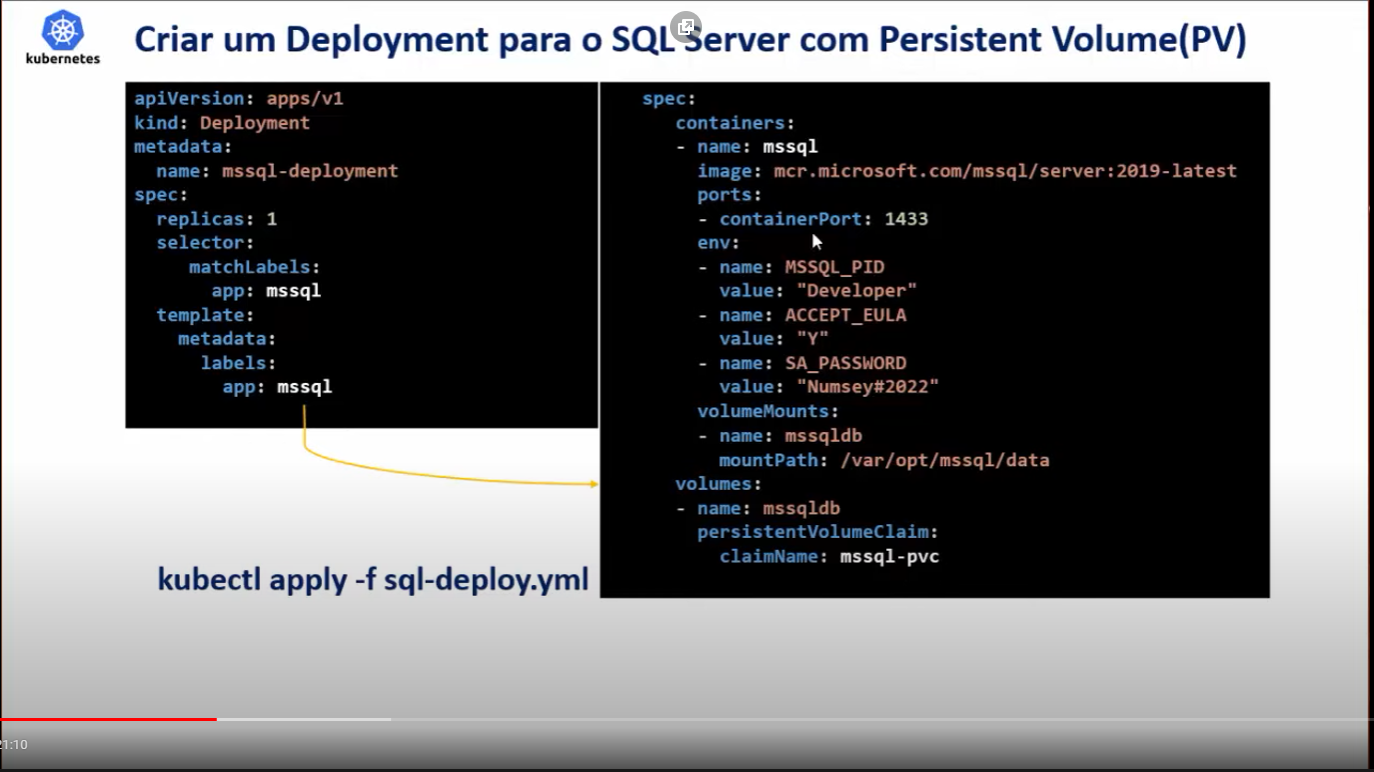 kubernetes
Criar um Deployment para o SQL Server com Persistent Volume(PV)
apiVersion: apps/v1
kind: Deployment
metadata:
  name: mssql-deployment
spec:
  replicas: 1
  selector:
     matchLabels:
       app: mssql
  template:
    metadata:
      labels:
        app: mssql
spec:
   containers:
   - name: mssql
     image: mcr.microsoft.com/mssql/server:2019-latest
     ports:
     - containerPort: 1433
     env:
     - name: MSSQL_PID
       value: "Developer"
     - name: ACCEPT_EULA
       value: "Y"
     - name: SA_PASSWORD
       value: "Numsey#2022"
     volumeMounts:
     - name: mssqldb
       mountPath: /var/opt/mssql/data
   volumes:
   - name: mssqldb
     persistentVolumeClaim:
       claimName: mssql-pvc
kubectl apply -f sql-deploy.yml
1:10